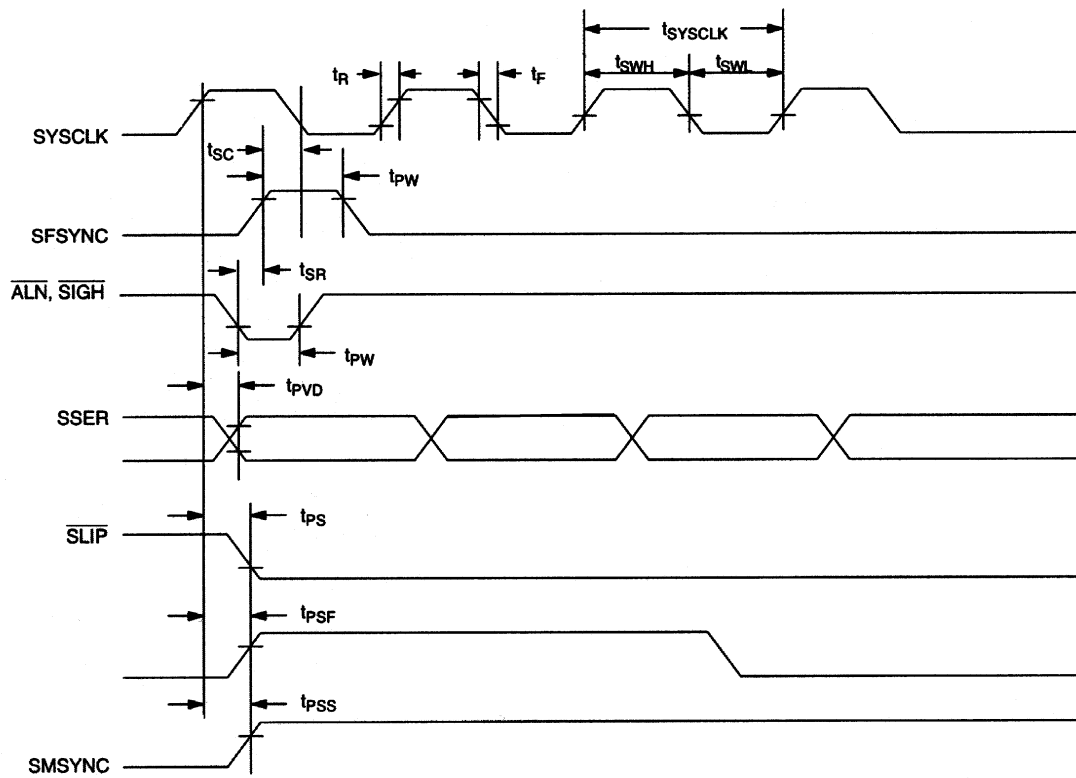 tSYSCLK
tR
tF
tSWH
tSWL
SYSCLK
tSC
tPW
SFSYNC
tSR
ALN, SIGH
tPW
tPVD
SSER
tPS
SLIP
tPSF
tPSS
SMSYNC